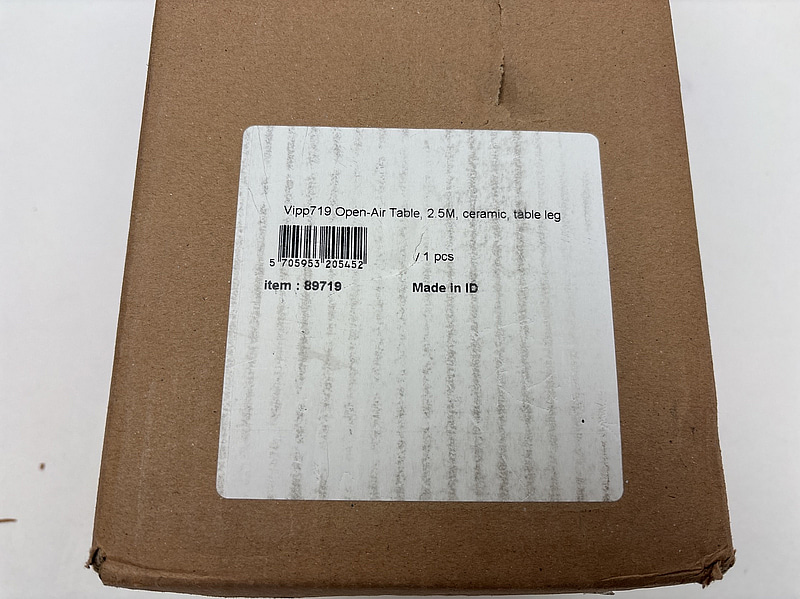 Vipp719 Open-Air Table, 2.5M, ceramic, table leg
5 705953 205452
/ 1 pcs
item : 89719
Made in ID